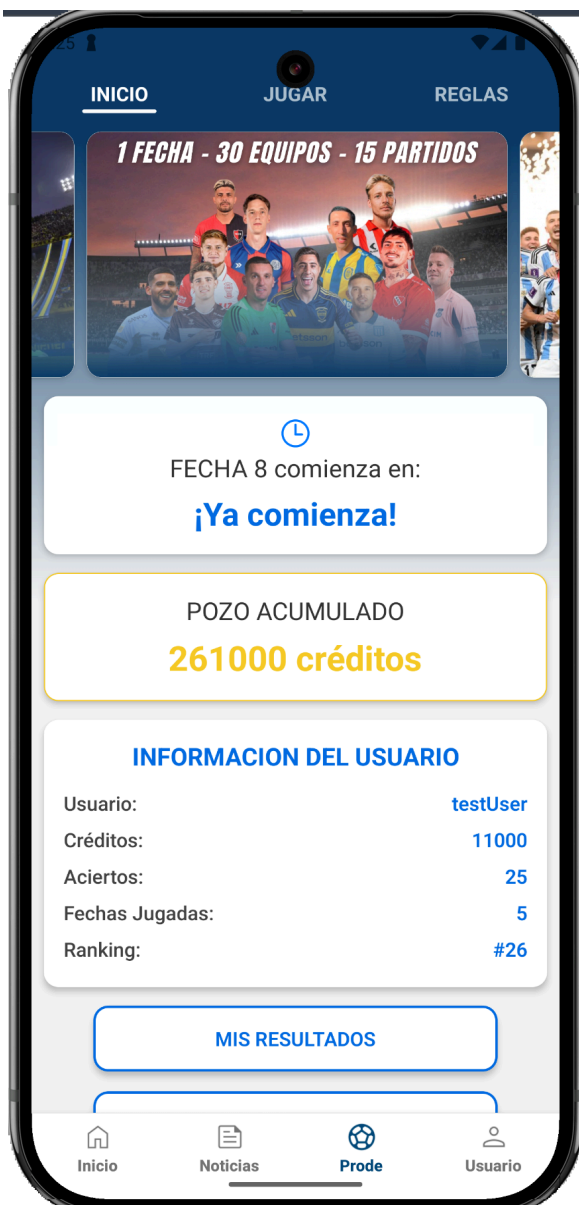 25
INICIO JUGAR REGLAS
1 FECHA - 30 EQUIPOS - 15 PARTIDOS
betsson
FECHA 8 comienza en:
¡Ya comienza!
POZO ACUMULADO
261000 créditos
INFORMACION DEL USUARIO
Usuario: testUser
Créditos: 11000
Aciertos: 25
Fechas Jugadas: 5
Ranking: #26
MIS RESULTADOS
Inicio Noticias Prode Usuario